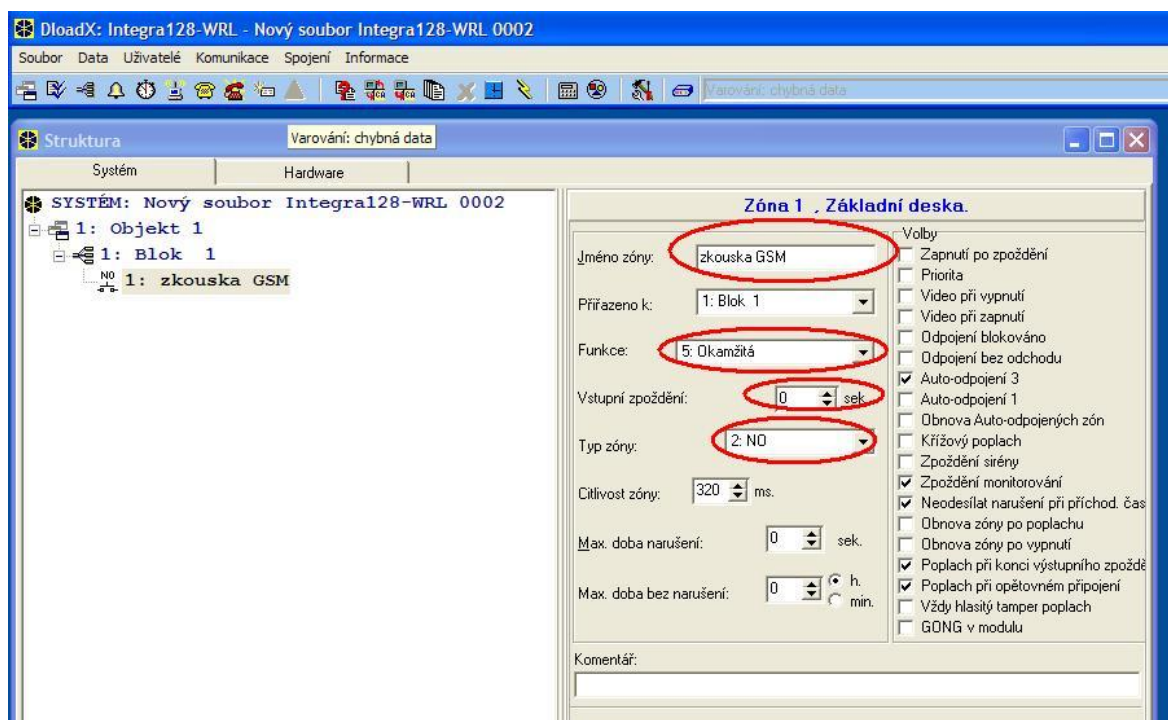 DloadX: Integra128-WRL - Nový soubor Integra128-WRL 0002
Soubor Data Uživatelé Komunikace Spojení Informace
Varování: chybná data
Struktura
Varování: chybná data
Systém
Hardware
SYSTÉM: Nový soubor Integra128-WRL 0002
1: Objekt 1
1: Blok 1
NO
1: zkouska GSM
Zóna 1 , Základní deska.
Jméno zóny: zkouska GSM
Přířazeno k: 1: Blok 1
Funkce: 5: Okamžitá
Vstupní zpoždění: 0 sek
Typ zóny: 2: NO
Citlivost zóny: 320 ms.
Max. doba narušení: 0 sek.
Max. doba bez narušení: 0 h.
min.
Volby
Zapnutí po zpoždění
Priorita
Video při vypnutí
Video při zapnutí
Odpojení blokováno
Odpojení bez odchodu
Auto-odpojení 3
Auto-odpojení 1
Obnova Auto-odpojených zón
Křížový poplach
Zpoždění sirény
Zpoždění monitorování
Neodesílat narušení při příchod. čas
Obnova zóny po poplachu
Obnova zóny po vypnutí
Poplach při konci výstupního zpoždě
Poplach při opětovném připojení
Vždy hlasitý tamper poplach
GONG v modulu
Komentář: